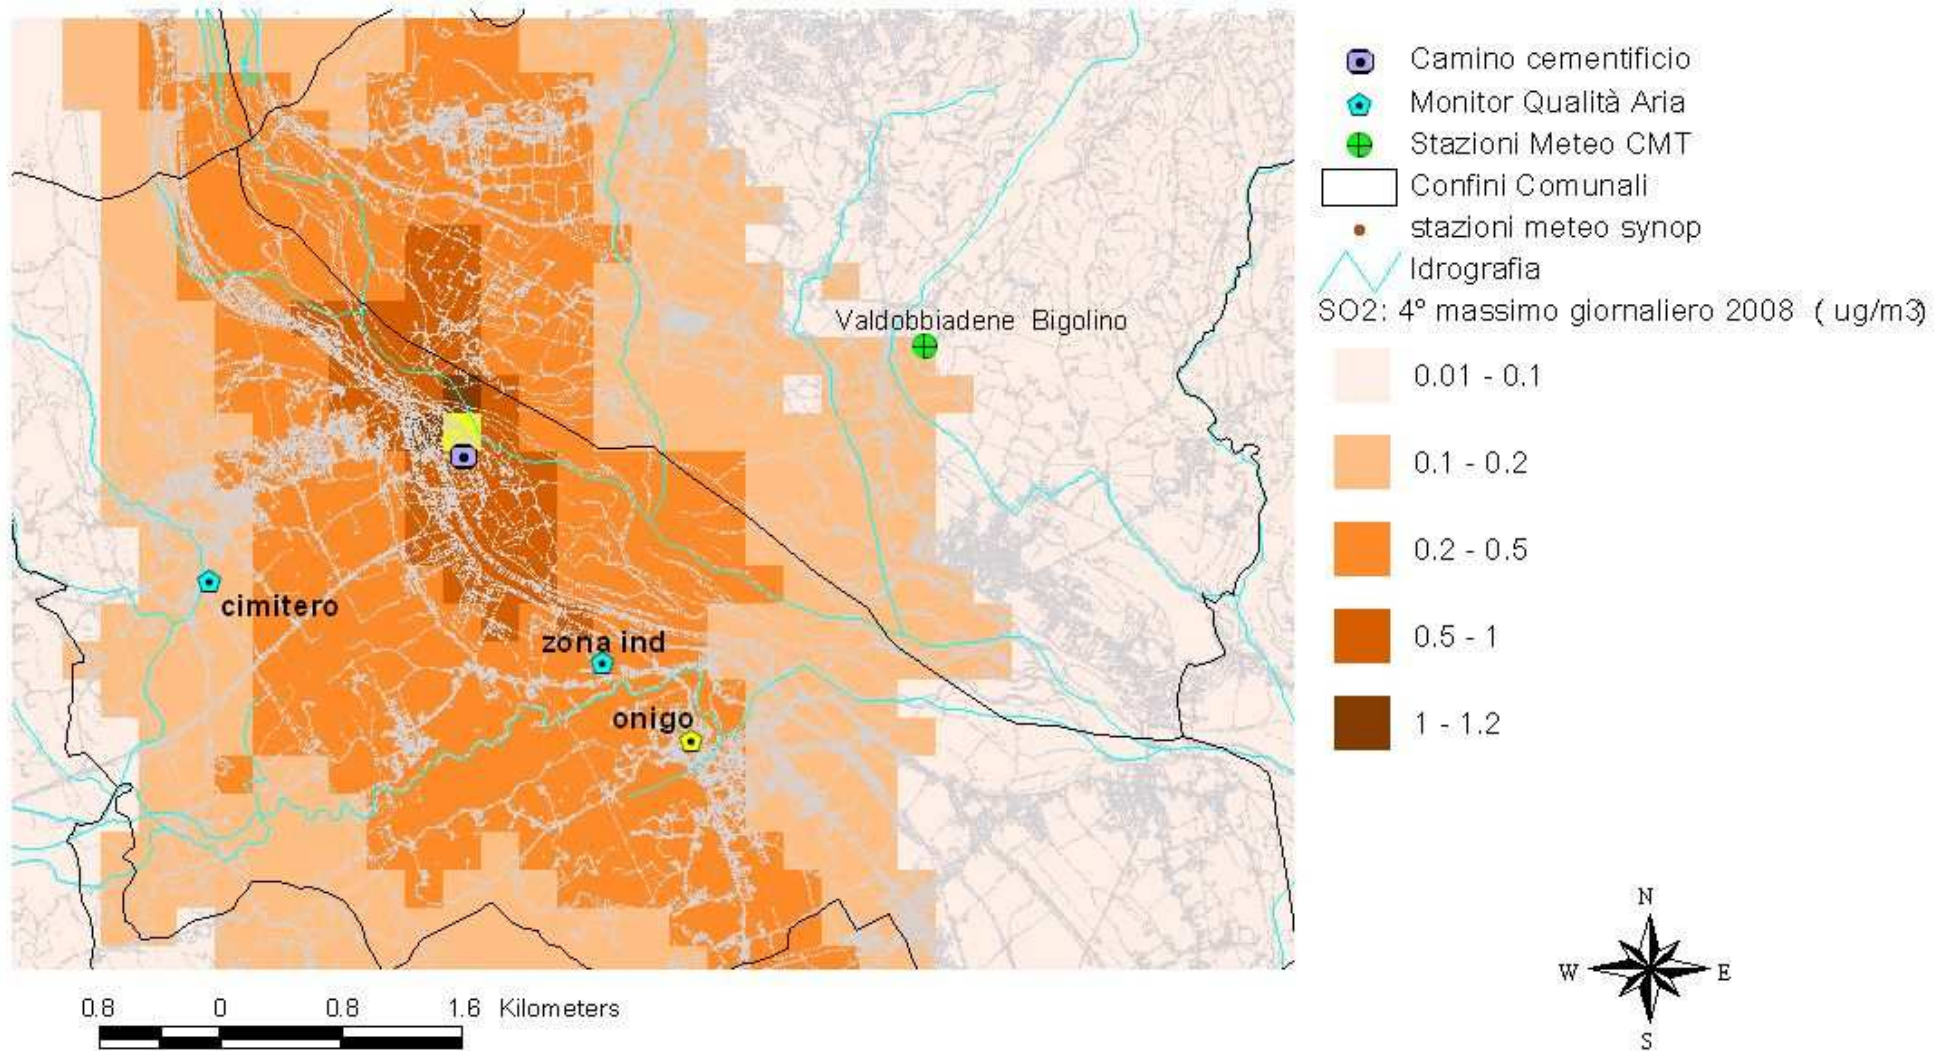 Camino cementificio
Monitor Qualità Aria
Stazioni Meteo CMT
Confini Comunali
stazioni meteo synop
Idrografia
SO2: 4º massimo giornaliero 2008 ( ug/m3)
0.01 - 0.1
0.1 - 0.2
0.2 - 0.5
0.5 - 1
1 - 1.2
Valdobbiadene Bigolino
cimitero
zona ind
onigo
N
W E
S
0.8 0 0.8 1.6 Kilometers